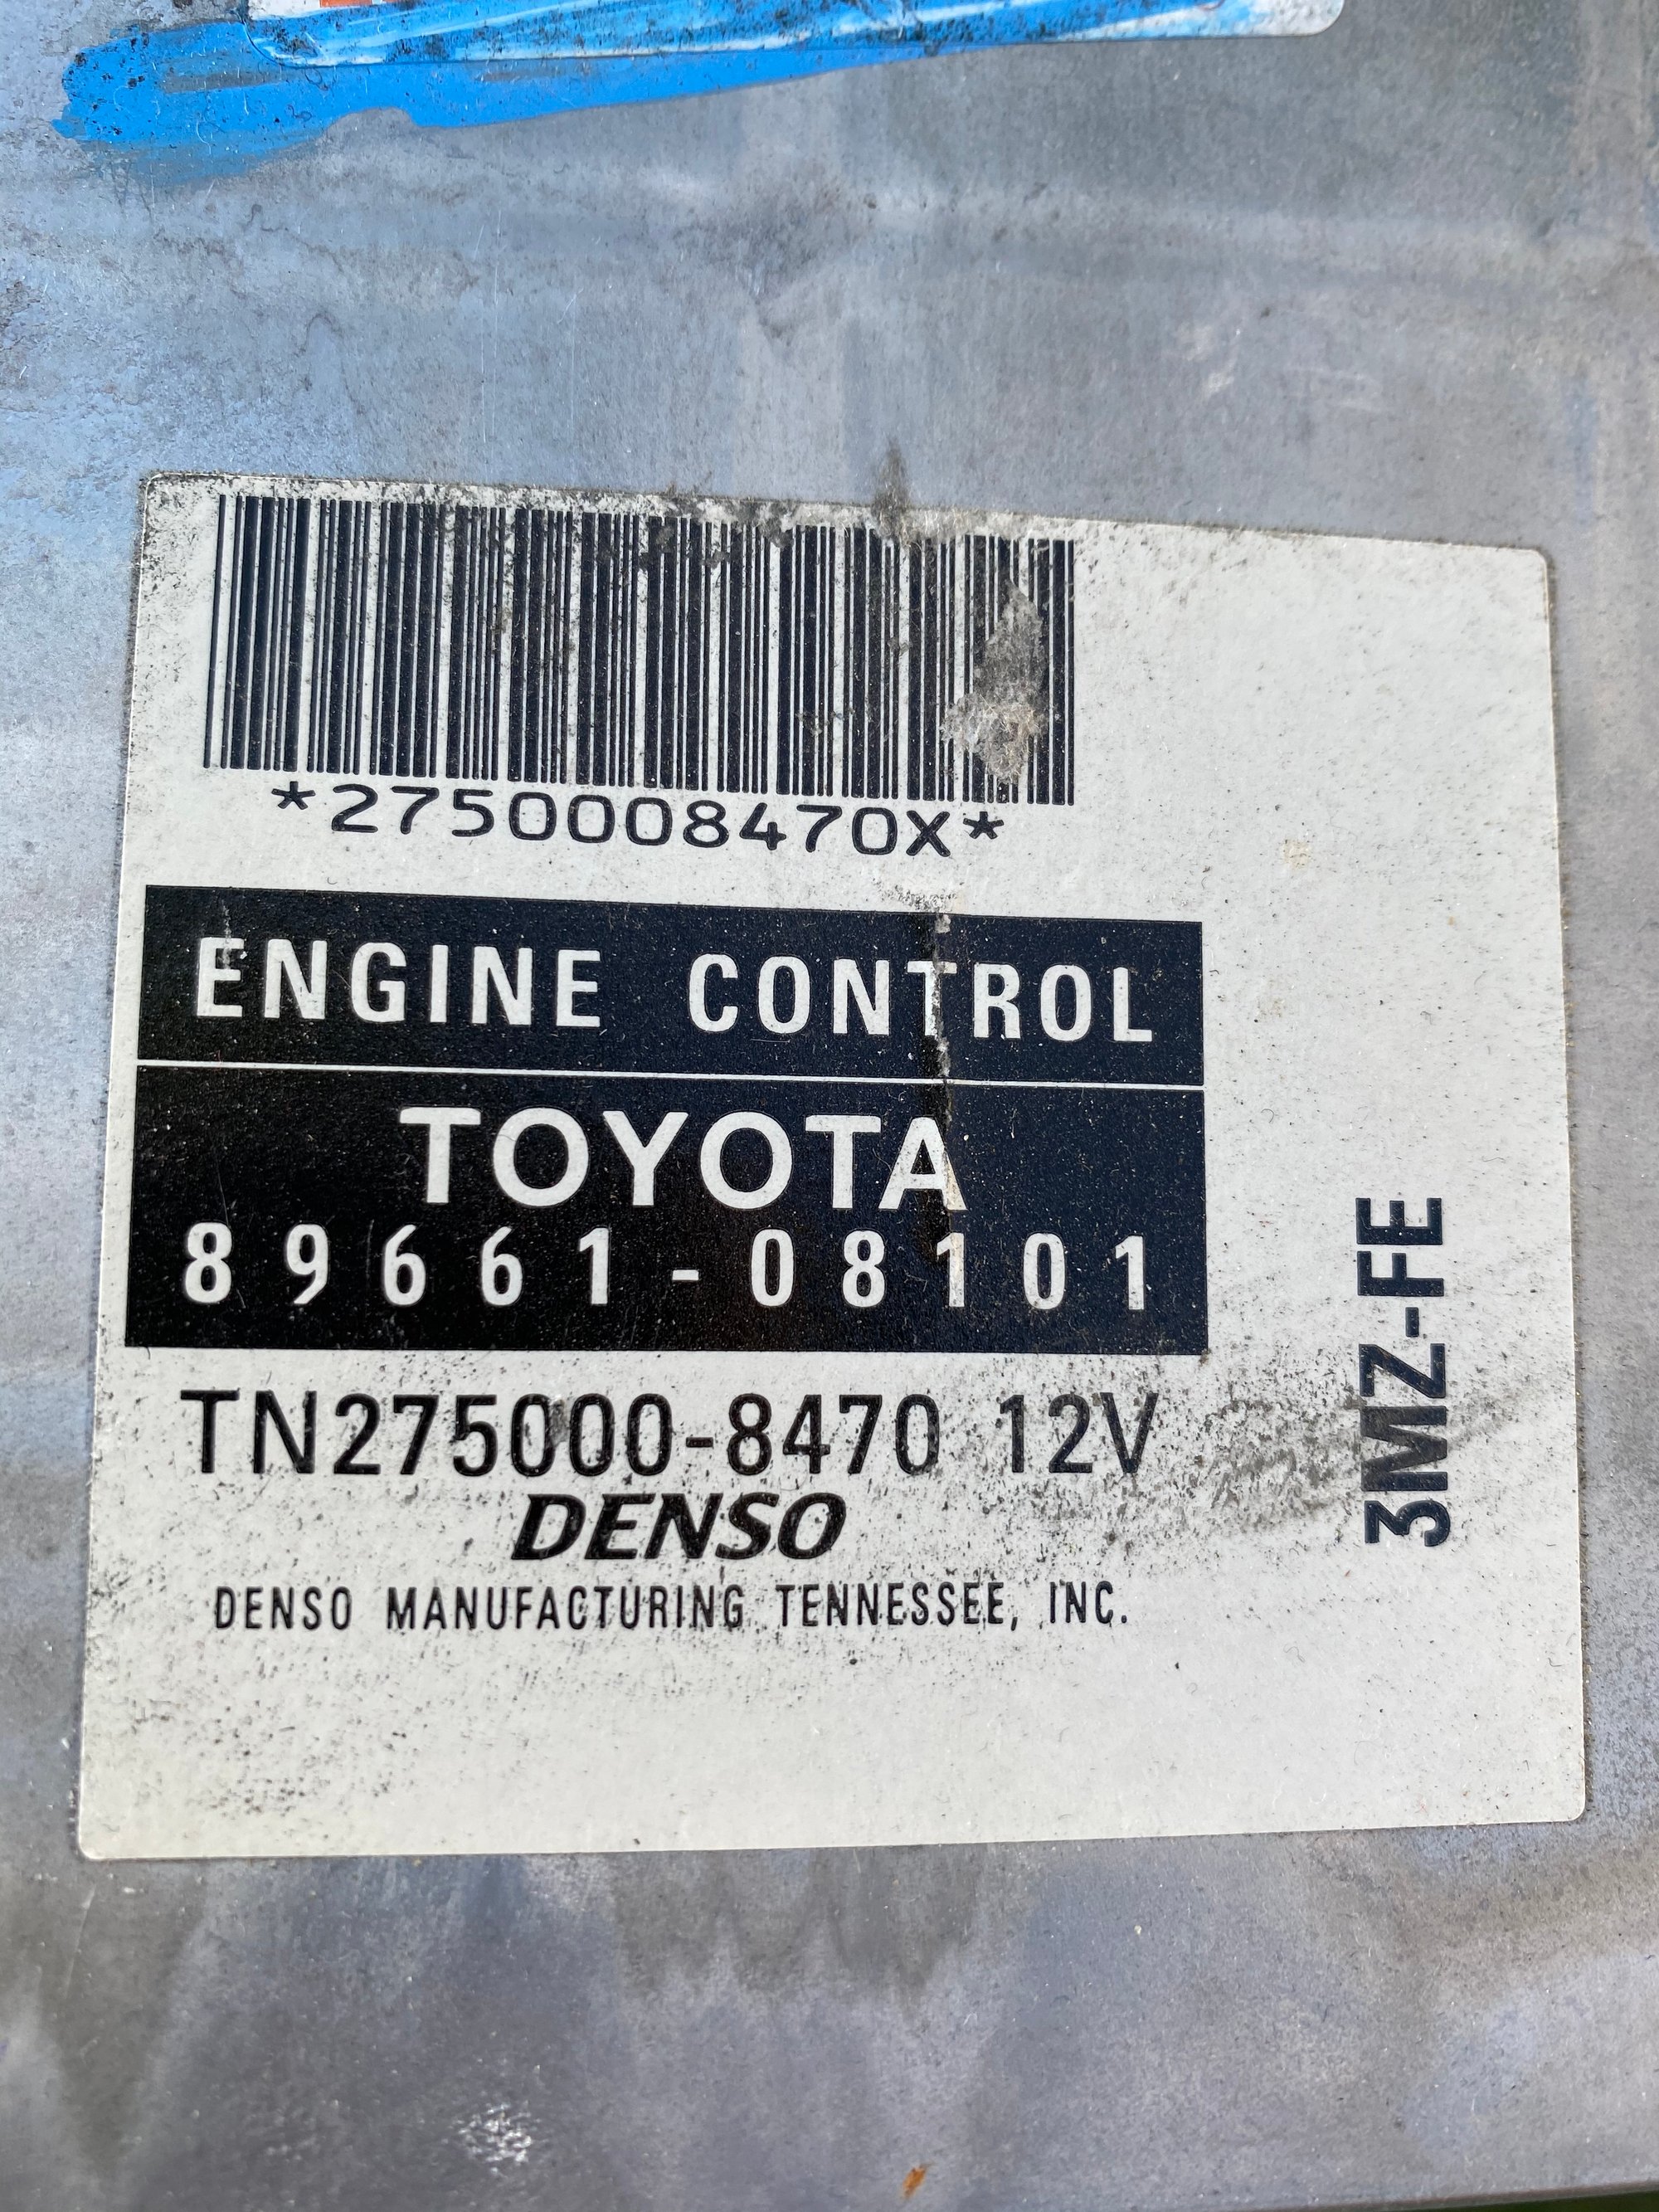 *2750008470X*
ENGINE CONTROL
TOYOTA
89661-08101
TN275000-8470 12V
DENSO
DENSO MANUFACTURING TENNESSEE, INC.
3MZ-FE